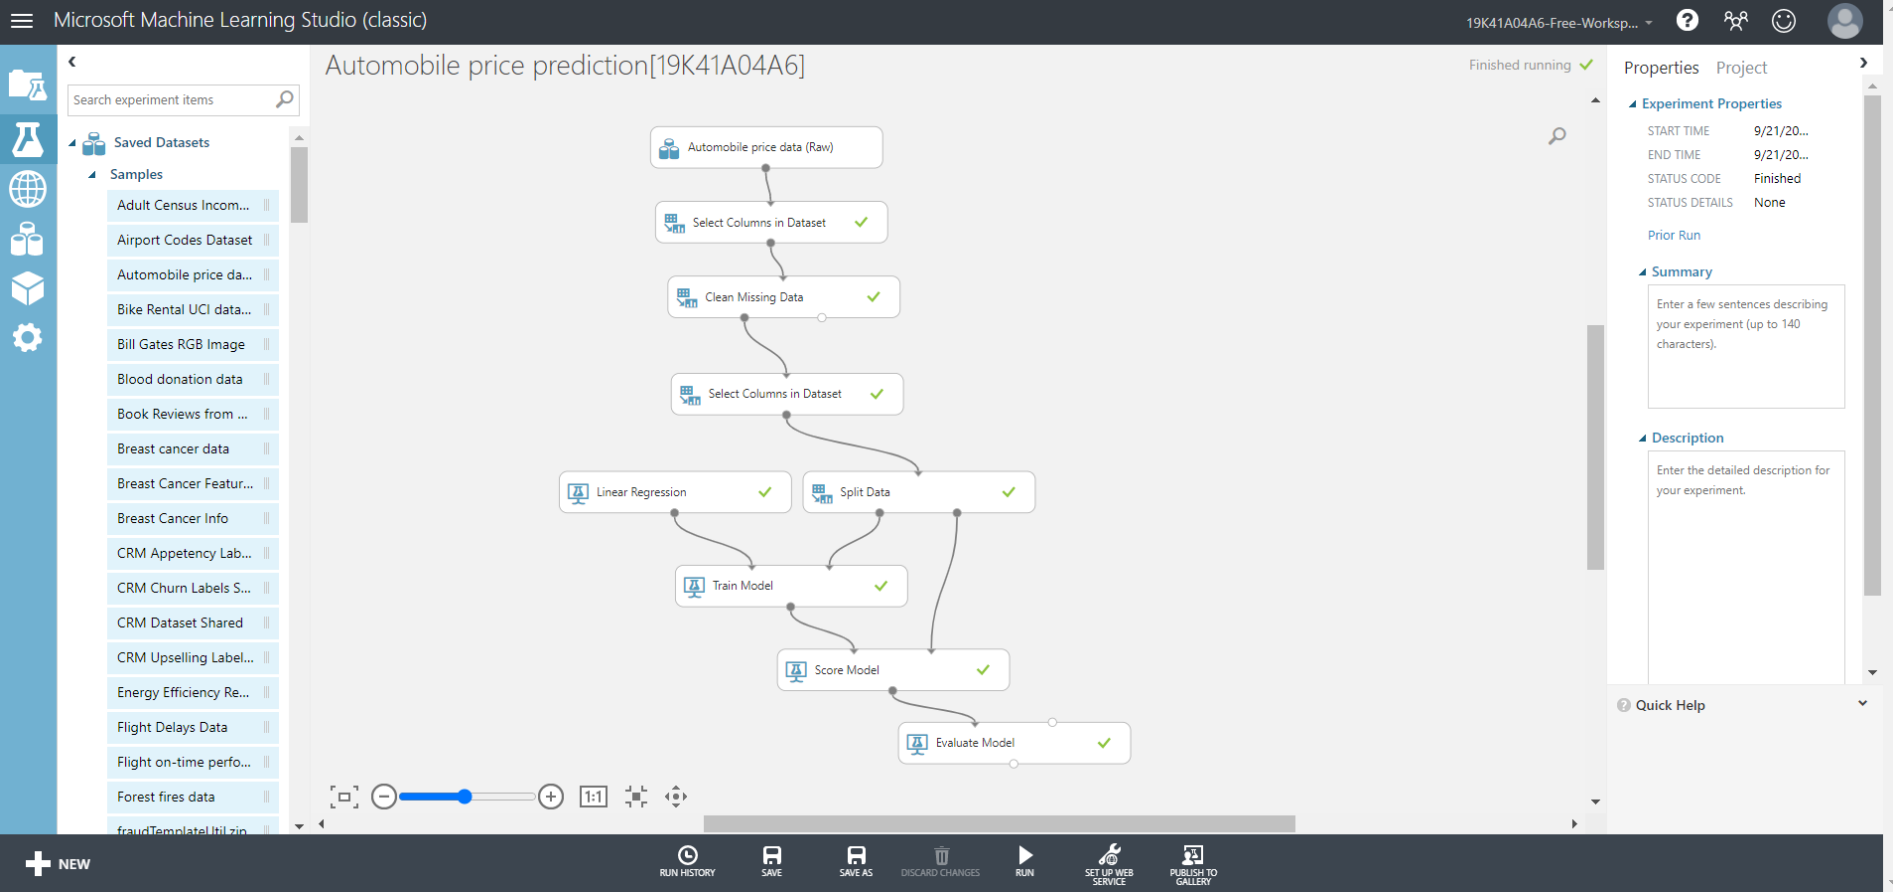 Microsoft Machine Learning Studio (classic)
19K41A04A6-Free-Worksp...
Search experiment items
Saved Datasets
Samples
Adult Census Incom...
Airport Codes Dataset
Automobile price da...
Bike Rental UCI data...
Bill Gates RGB Image
Blood donation data
Book Reviews from ...
Breast cancer data
Breast Cancer Featur...
Breast Cancer Info
CRM Appetency Lab...
CRM Churn Labels S...
CRM Dataset Shared
CRM Upselling Label...
Energy Efficiency Re...
Flight Delays Data
Flight on-time perfo...
Forest fires data
fraudTemplateUtil.zip
Automobile price prediction[19K41A04A6]
Finished running
Automobile price data (Raw)
Select Columns in Dataset
Clean Missing Data
Select Columns in Dataset
Linear Regression
Split Data
Train Model
Score Model
Evaluate Model
1:1
Properties Project
Experiment Properties
START TIME 9/21/20...
END TIME 9/21/20...
STATUS CODE Finished
STATUS DETAILS None
Prior Run
Summary
Enter a few sentences describing
your experiment (up to 140
characters).
Description
Enter the detailed description for
your experiment.
Quick Help
NEW
RUN HISTORY
SAVE
SAVE AS
DISCARD CHANGES
RUN
SET UP WEB
SERVICE
PUBLISH TO
GALLERY